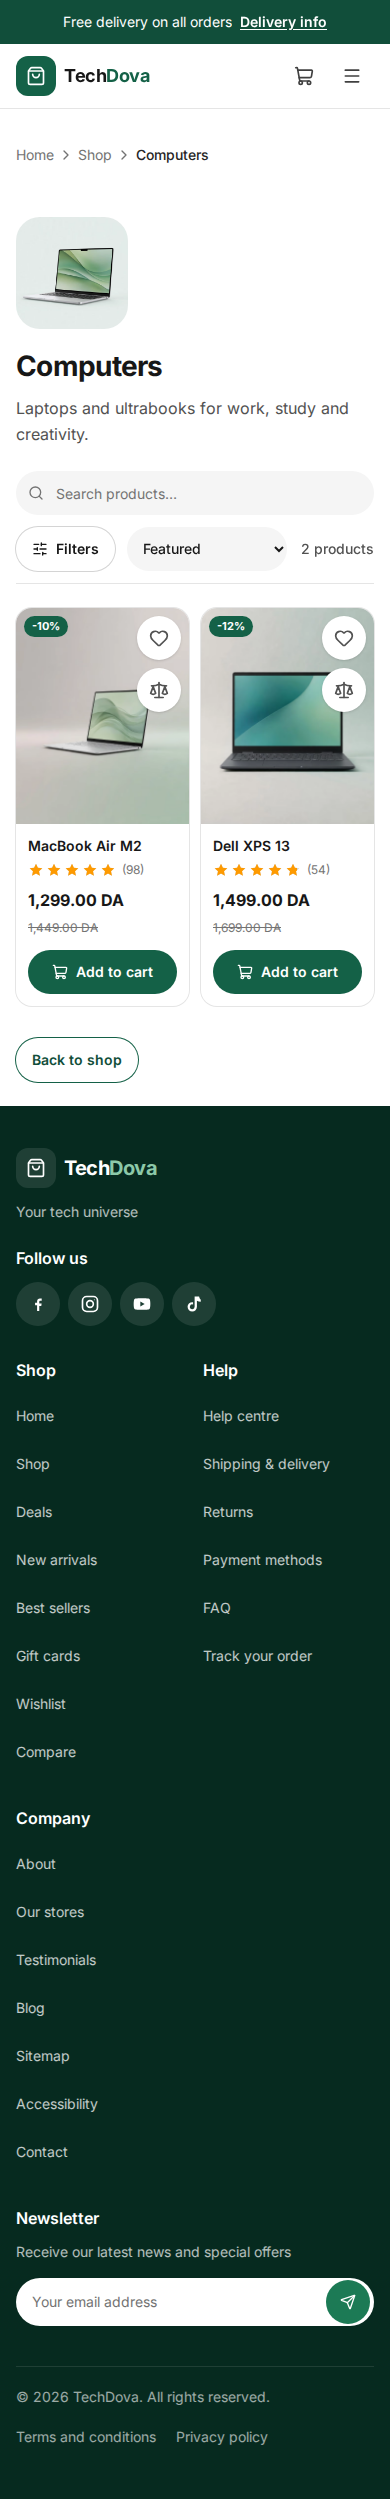 Free delivery on all orders Delivery info
TechDova
Home > Shop > Computers
Computers
Laptops and ultrabooks for work, study and
creativity.
Search products...
Filters Featured 2 products
-10%
MacBook Air M2
(98)
1,299.00 DA
1,449.00 DA
Add to cart
-12%
Dell XPS 13
(54)
1,499.00 DA
1,699.00 DA
Add to cart
Back to shop
TechDova
Your tech universe
Follow us
Shop
Home
Shop
Deals
New arrivals
Best sellers
Gift cards
Wishlist
Compare
Help
Help centre
Shipping & delivery
Returns
Payment methods
FAQ
Track your order
Company
About
Our stores
Testimonials
Blog
Sitemap
Accessibility
Contact
Newsletter
Receive our latest news and special offers
Your email address
© 2026 TechDova. All rights reserved.
Terms and conditions Privacy policy